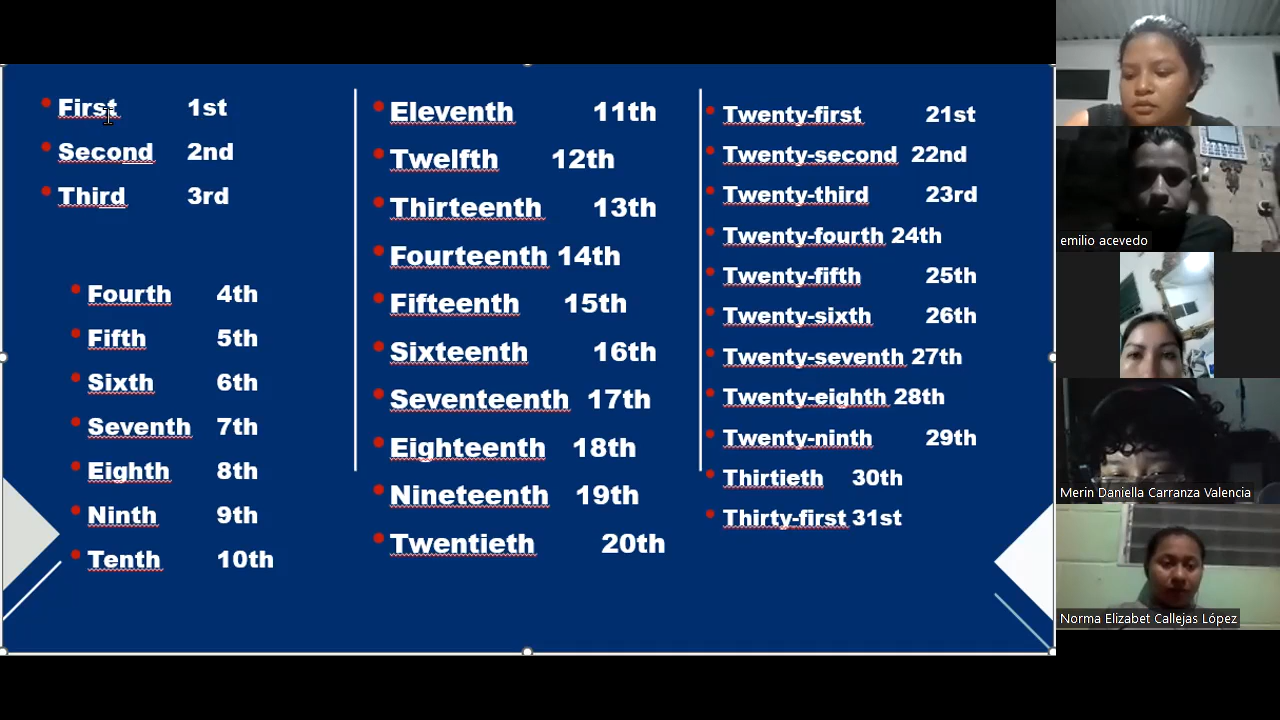 First 1st
Second 2nd
Third 3rd
Fourth 4th
Fifth 5th
Sixth 6th
Seventh 7th
Eighth 8th
Ninth 9th
Tenth 10th
Eleventh 11th
Twelfth 12th
Thirteenth 13th
Fourteenth 14th
Fifteenth 15th
Sixteenth 16th
Seventeenth 17th
Eighteenth 18th
Nineteenth 19th
Twentieth 20th
Twenty-first 21st
Twenty-second 22nd
Twenty-third 23rd
Twenty-fourth 24th
Twenty-fifth 25th
Twenty-sixth 26th
Twenty-seventh 27th
Twenty-eighth 28th
Twenty-ninth 29th
Thirtieth 30th
Thirty-first 31st
emilio acevedo
Merin Daniella Carranza Valencia
Norma Elizabet Callejas López